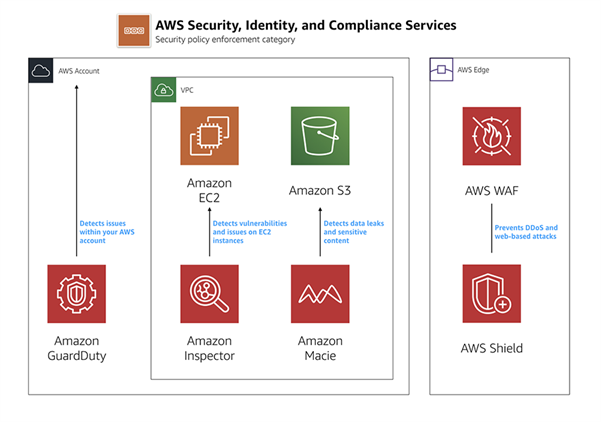 AWS Security, Identity, and Compliance Services
Security policy enforcement category
AWS Account
VPC
AWS Edge
Amazon
EC2
Amazon S3
AWS WAF
Detects issues
within your AWS
account
Detects vulnerabilities
and issues on EC2
instances
Detects data leaks
and sensitive
content
Prevents DDoS and
web-based attacks
Amazon
GuardDuty
Amazon
Inspector
Amazon
Macie
AWS Shield